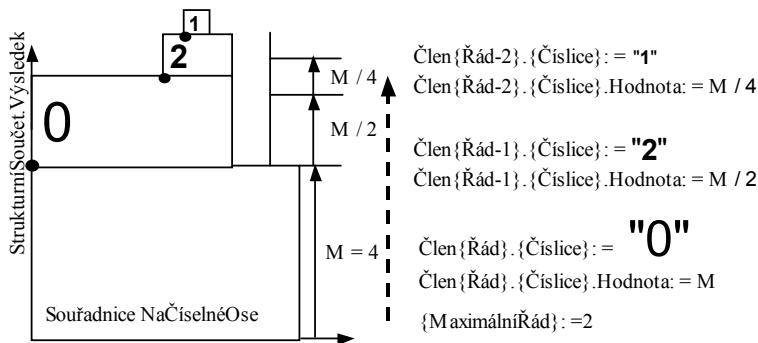 1
2
0
StrukturníSoučet.Výsledek
M / 4
M / 2
M = 4
Souřadnice NaČíselnéOse
Člen{Řád-2}.{Číslice}: = "1"
Člen{Řád-2}.{Číslice}.Hodnota: = M / 4
Člen{Řád-1}.{Číslice}: = "2"
Člen{Řád-1}.{Číslice}.Hodnota: = M / 2
Člen{Řád}.{Číslice}: = "0"
Člen{Řád}.{Číslice}.Hodnota: = M
{MaximálníŘád}: =2